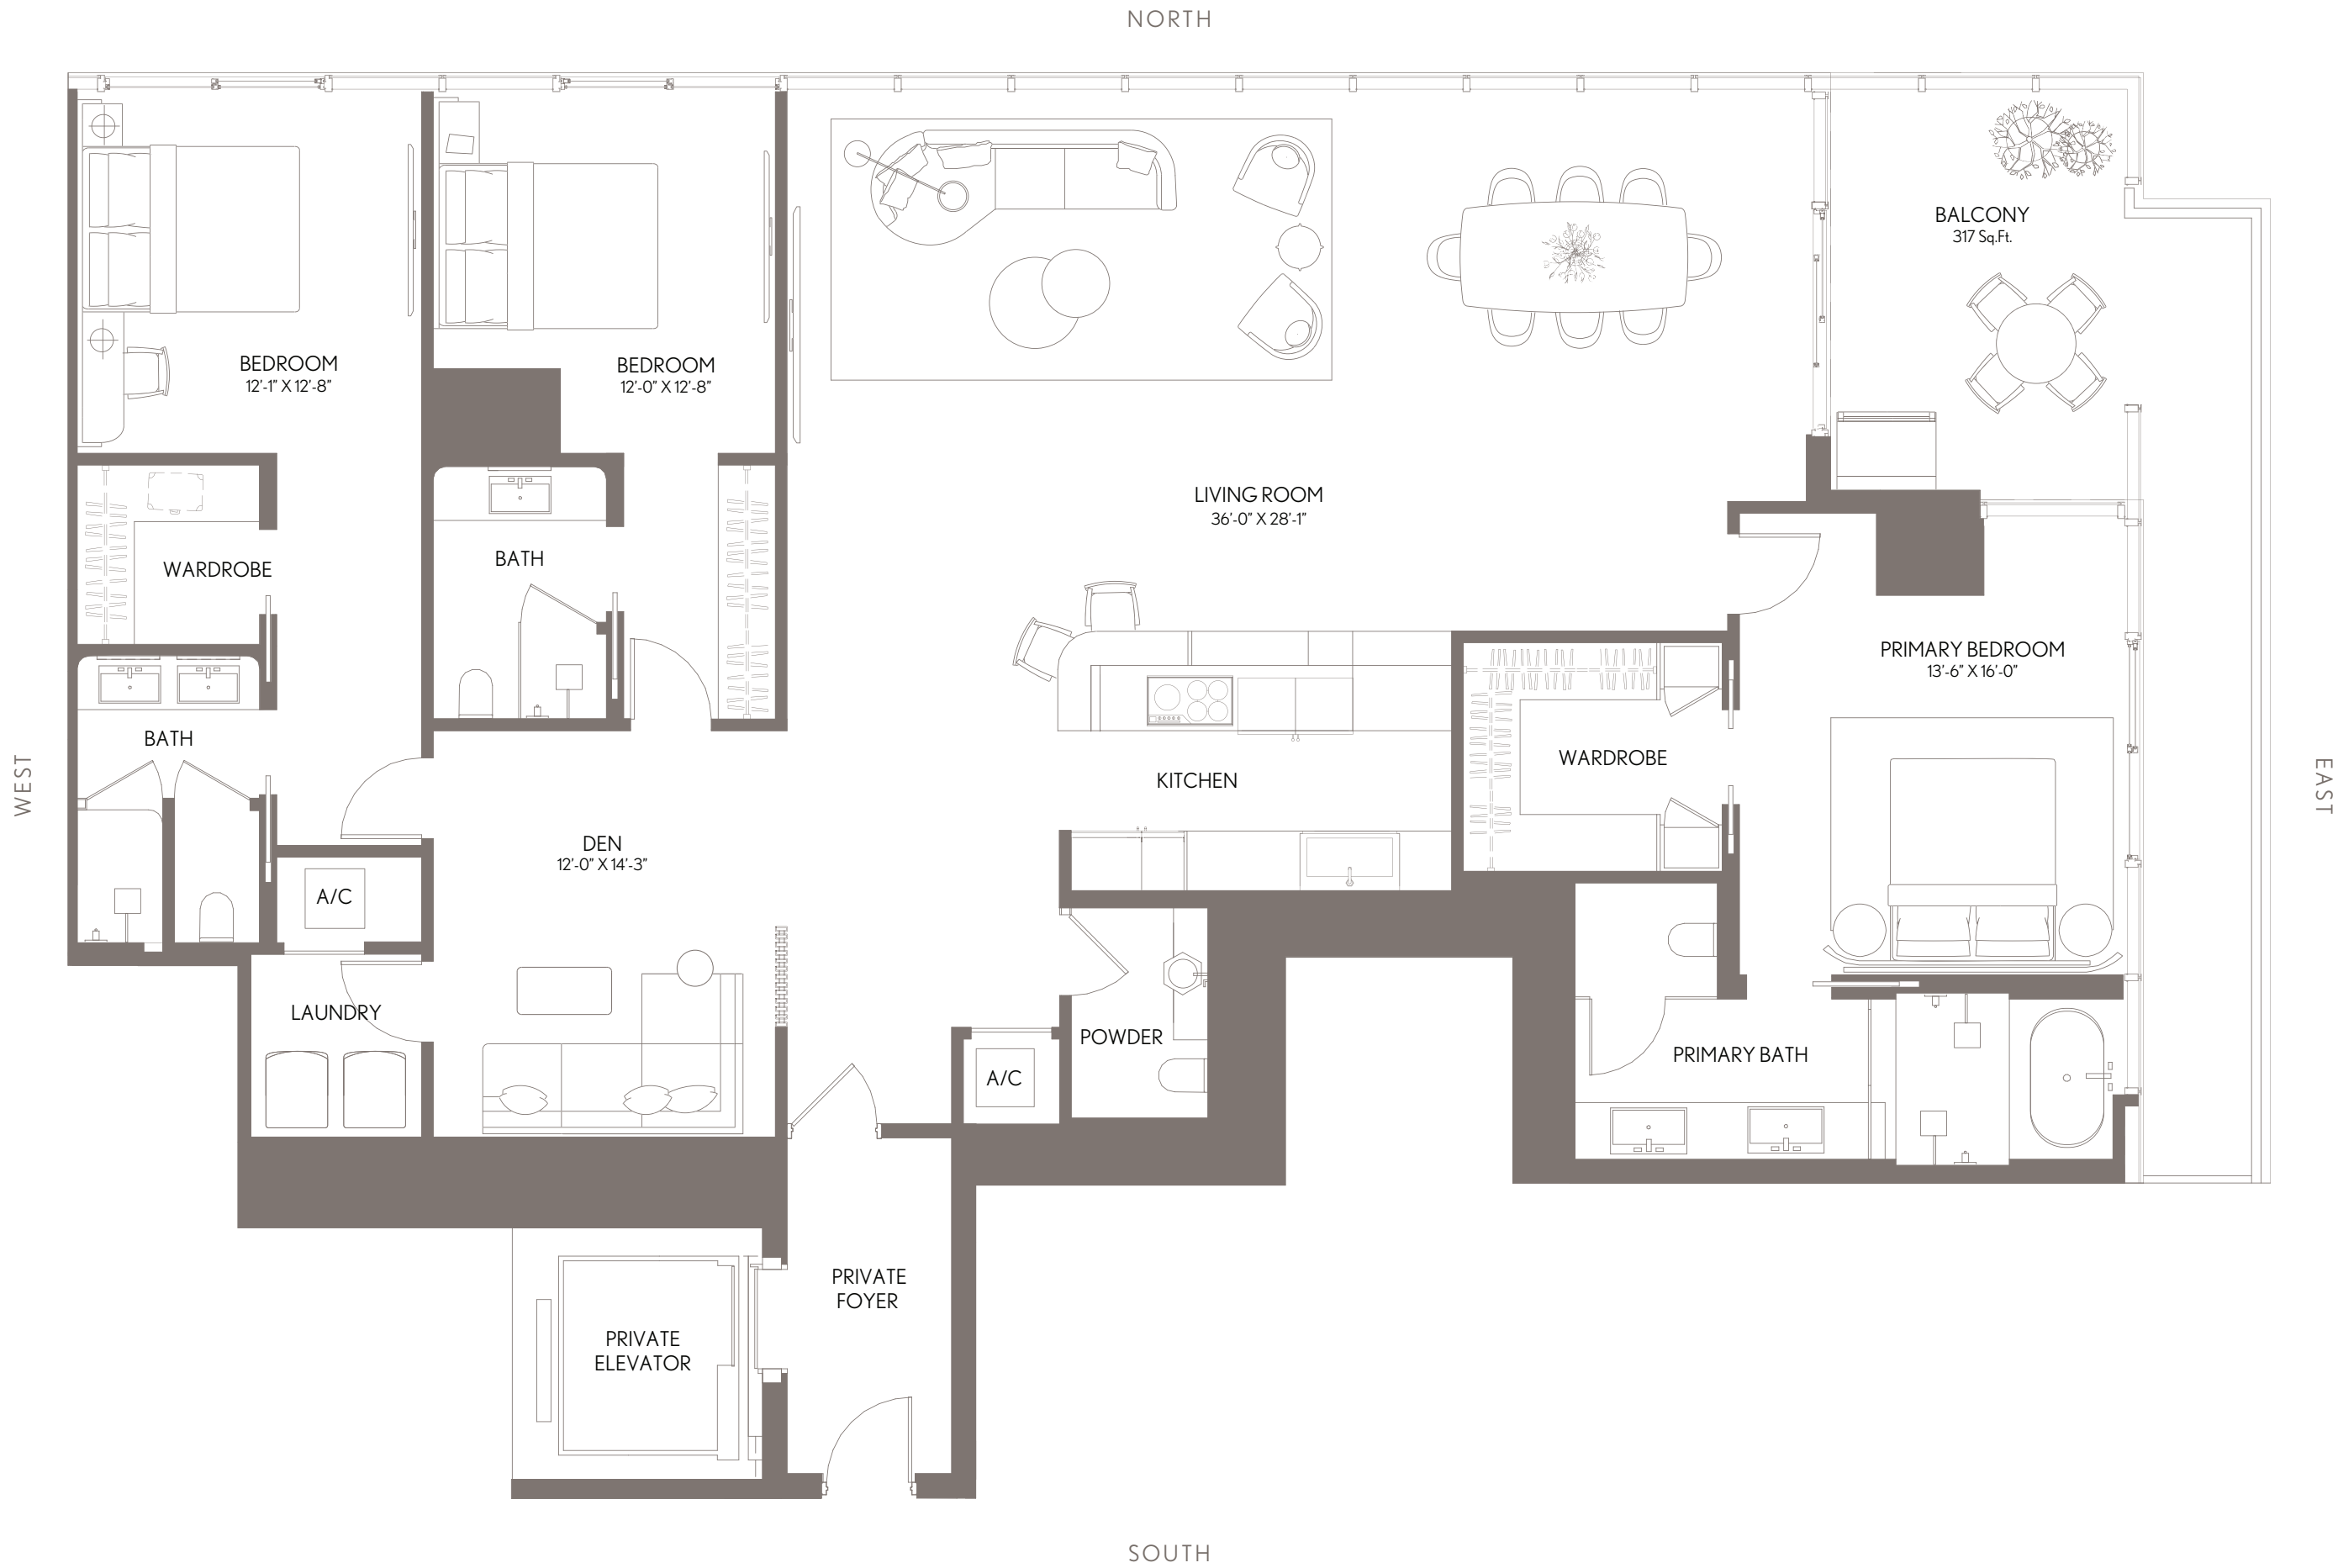 NORTH
BALCONY
317 Sq.Ft.
BEDROOM
12'-1" X 12'-8"
BEDROOM
12'-0" X 12'-8"
LIVING ROOM
36'-0" X 28'-1"
WARDROBE
BATH
PRIMARY BEDROOM
13'-6" X 16'-0"
BATH
WARDROBE
KITCHEN
WEST
EAST
DEN
12'-0" X 14'-3"
A/C
LAUNDRY
POWDER
PRIMARY BATH
A/C
PRIVATE
FOYER
PRIVATE
ELEVATOR
SOUTH